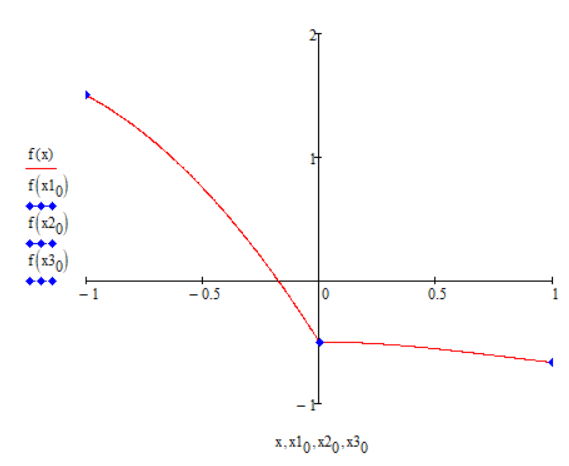 2
f(x)
1
f(x1₀)
f(x2₀)
f(x3₀)
−1 −0.5 0 0.5 1
−1
x,x1₀,x2₀,x3₀